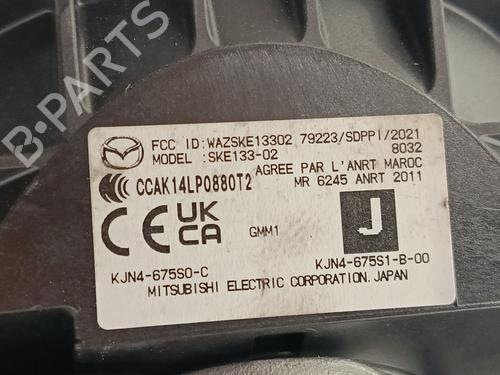 FCC ID:WAZSKE13302 79223/SDPPI/2021
MODEL :SKE133-02 8032
AGREE PAR L'ANRT MAROC
CCAK14LP0880T2 MR 6245 ANRT 2011
CE UK CA GMM1 J
KJN4-675S0-C KJN4-675S1-B-00
MITSUBISHI ELECTRIC CORPORATION.JAPAN
B-PARTS